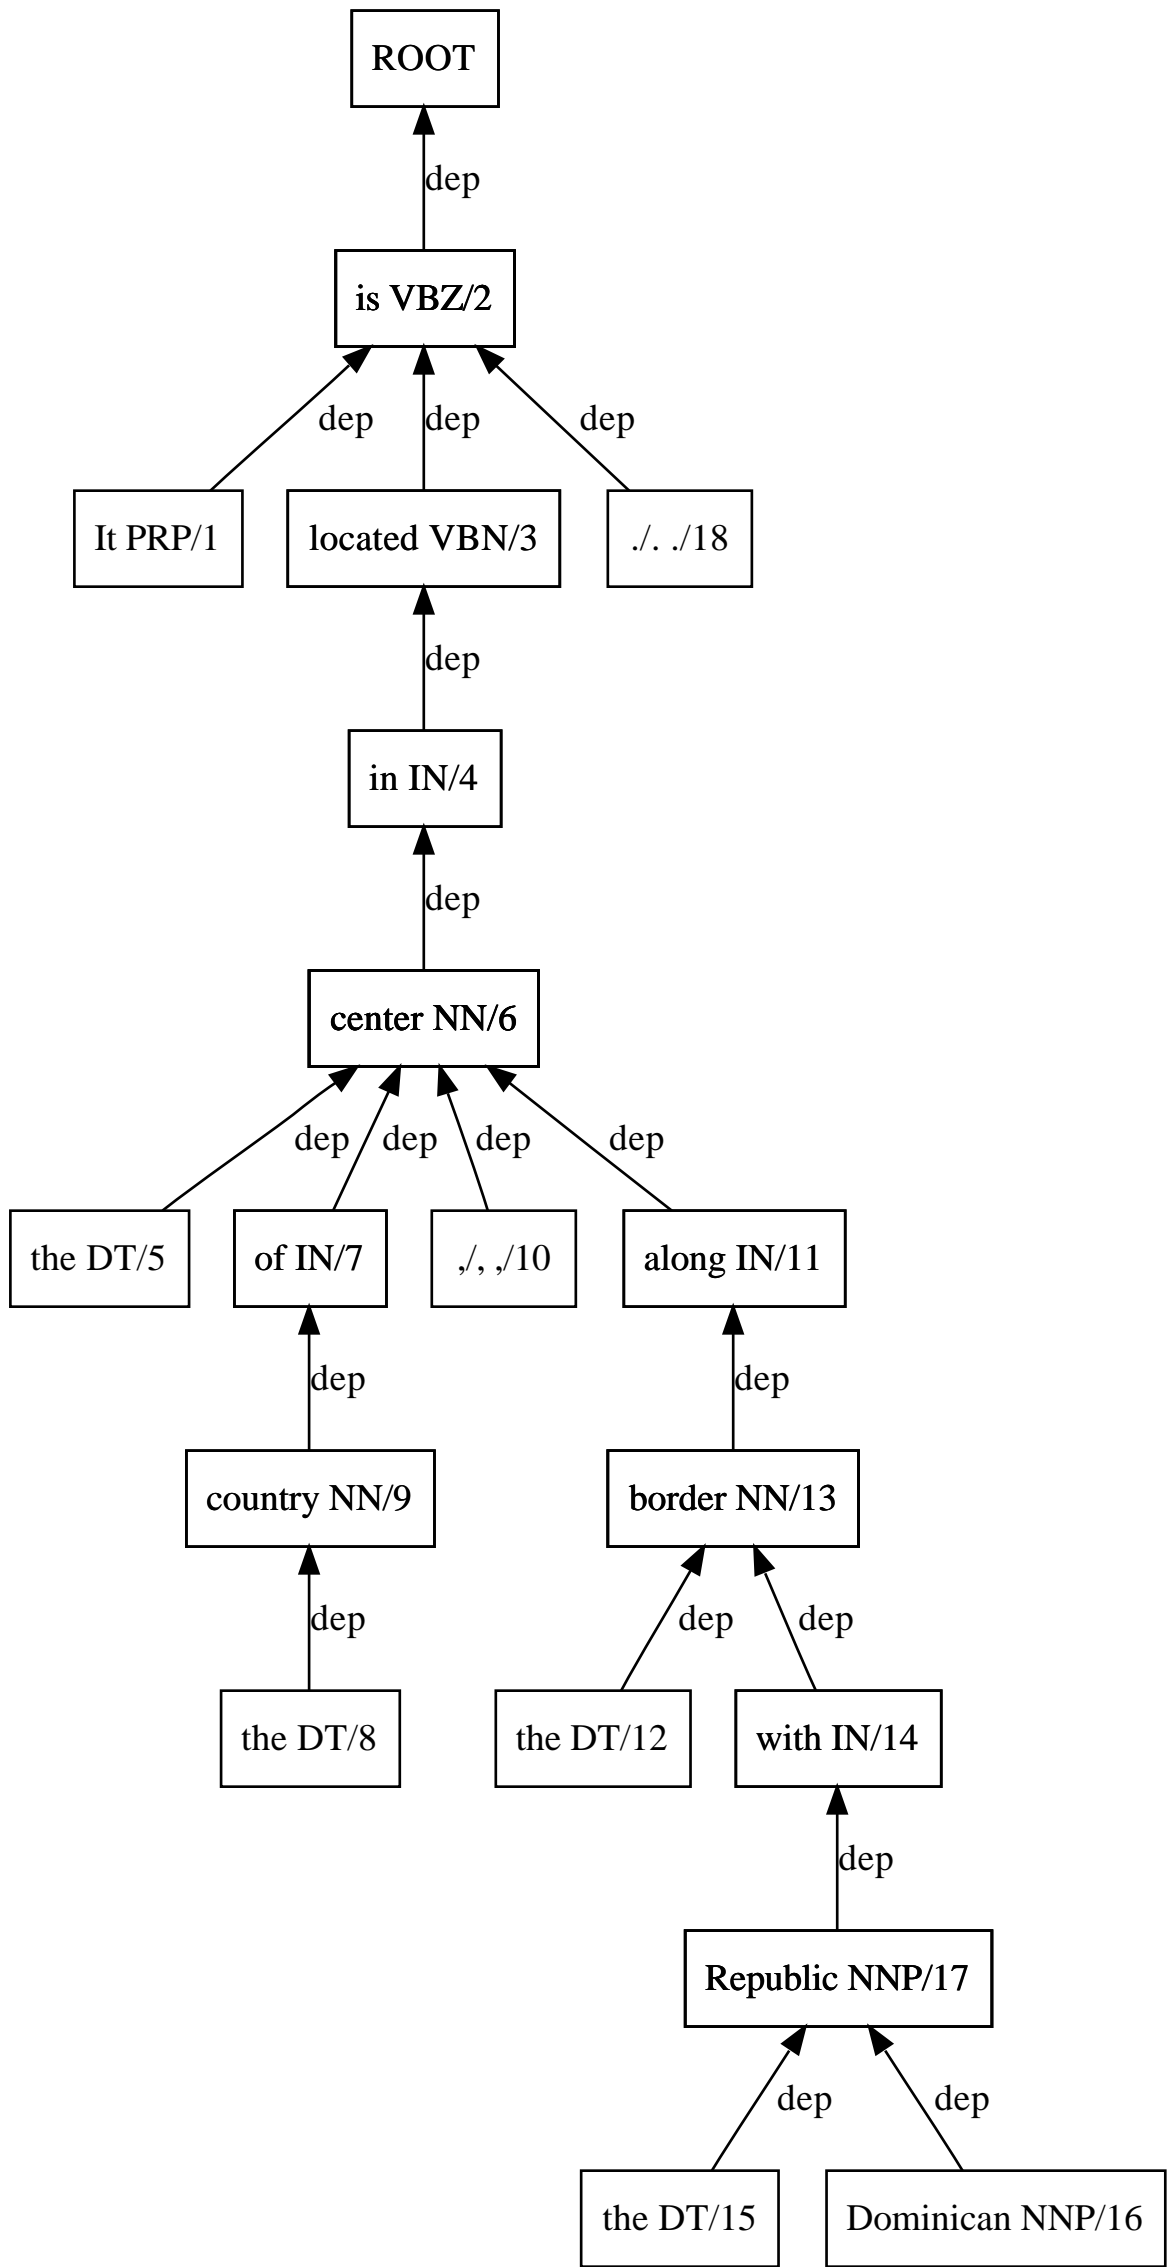 ROOT
dep
is VBZ/2
dep dep dep
It PRP/1 located VBN/3 ./. ./18
dep
in IN/4
dep
center NN/6
dep dep dep dep
the DT/5 of IN/7 ,/, ,/10 along IN/11
dep dep
country NN/9 border NN/13
dep dep dep
the DT/8 the DT/12 with IN/14
dep
Republic NNP/17
dep dep
the DT/15 Dominican NNP/16